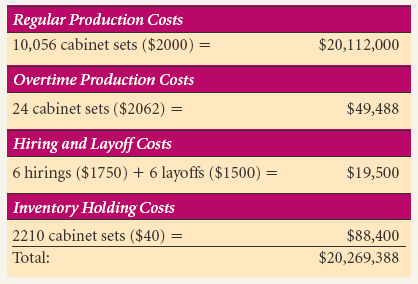 Regular Production Costs
10,056 cabinet sets ($2000) = $20,112,000
Overtime Production Costs
24 cabinet sets ($2062) = $49,488
Hiring and Layoff Costs
6 hirings ($1750) + 6 layoffs ($1500) = $19,500
Inventory Holding Costs
2210 cabinet sets ($40) = $88,400
Total: $20,269,388